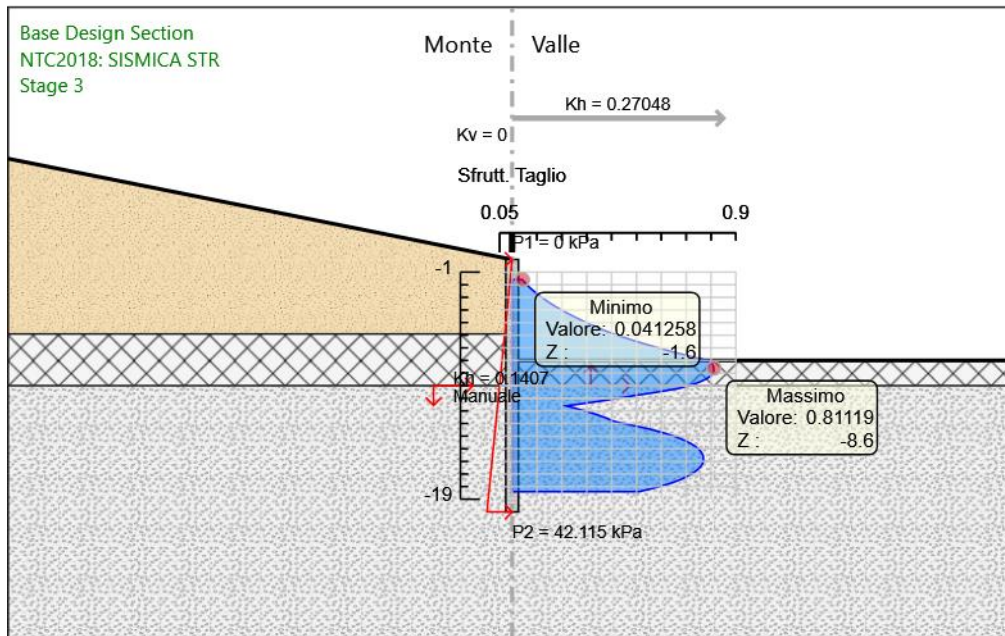 Base Design Section
NTC2018: SISMICA STR
Stage 3
Monte
Valle
Kh = 0.27048
Kv = 0
Sfrutt. Taglio
0.05
0.9
P1 = 0 kPa
-1
Minimo
Valore: 0.041258
Z : -1.6
= 0.1407
Manuale
Massimo
Valore: 0.81119
Z : -8.6
-19
P2 = 42.115 kPa